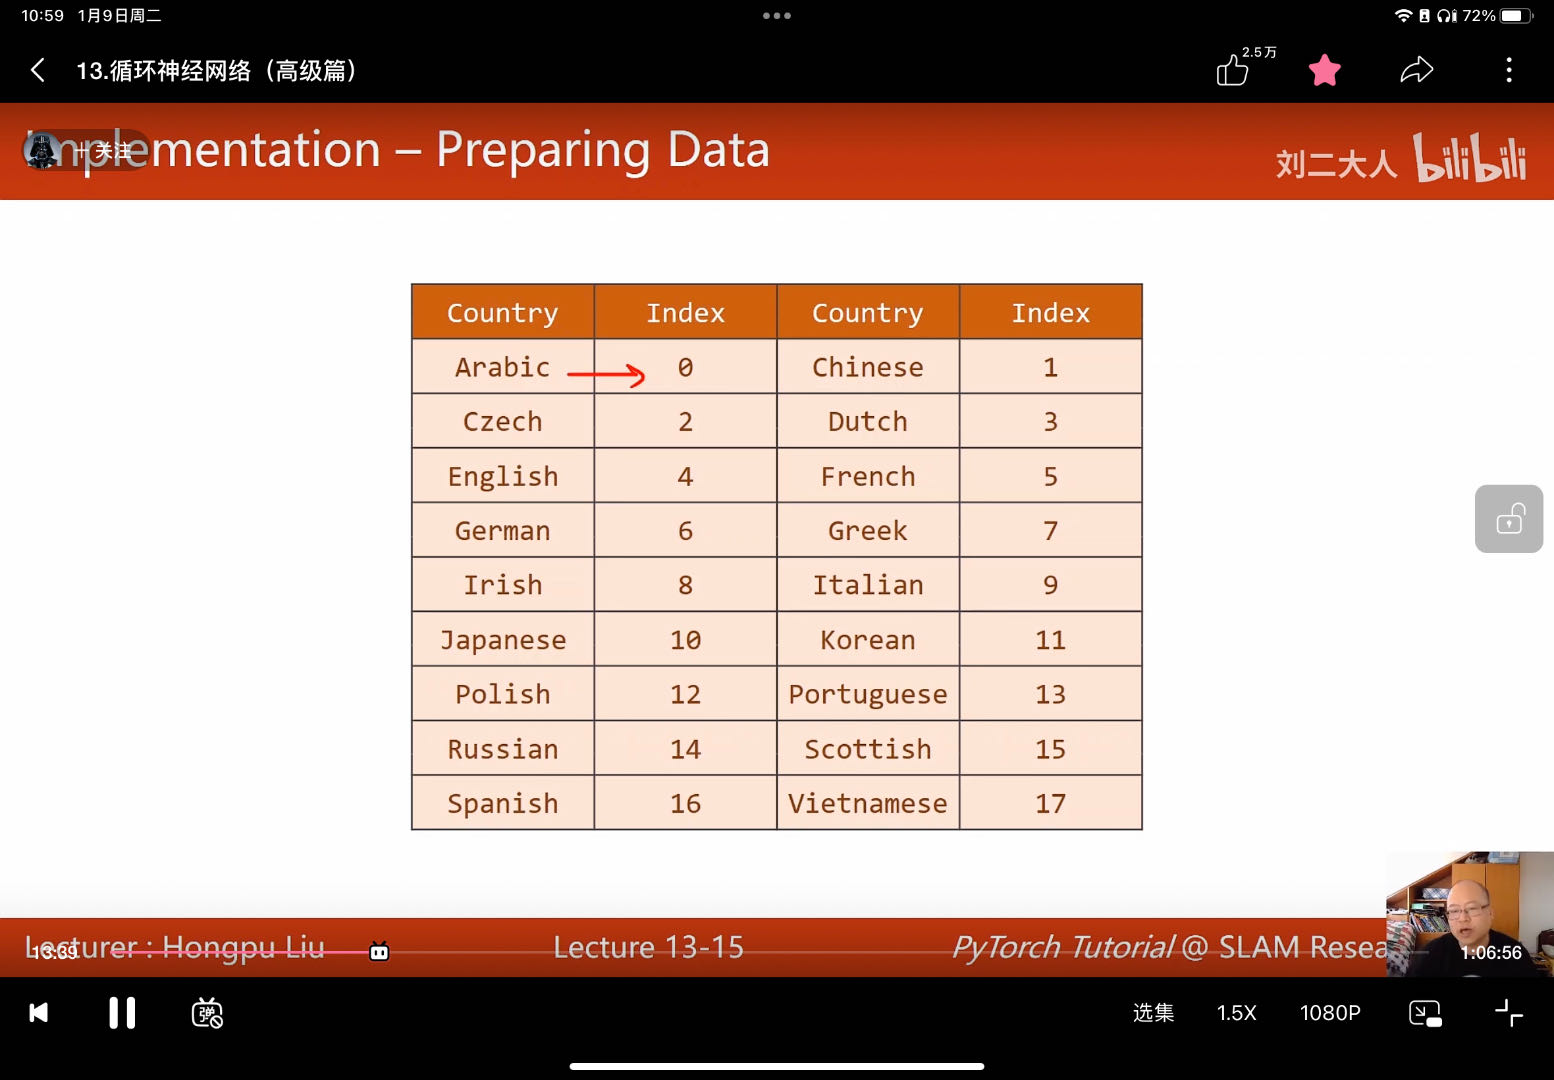 10:59 1月9日周二
72%
13.循环神经网络（高级篇）
2.5万
Implementation – Preparing Data
+ 关注
刘二大人 bilibili
Country Index Country Index
Arabic 0 Chinese 1
Czech 2 Dutch 3
English 4 French 5
German 6 Greek 7
Irish 8 Italian 9
Japanese 10 Korean 11
Polish 12 Portuguese 13
Russian 14 Scottish 15
Spanish 16 Vietnamese 17
Lecturer : Hongpu Liu Lecture 13-15 PyTorch Tutorial @ SLAM Resea
13:39 1:06:56
弹 选集 1.5X 1080P